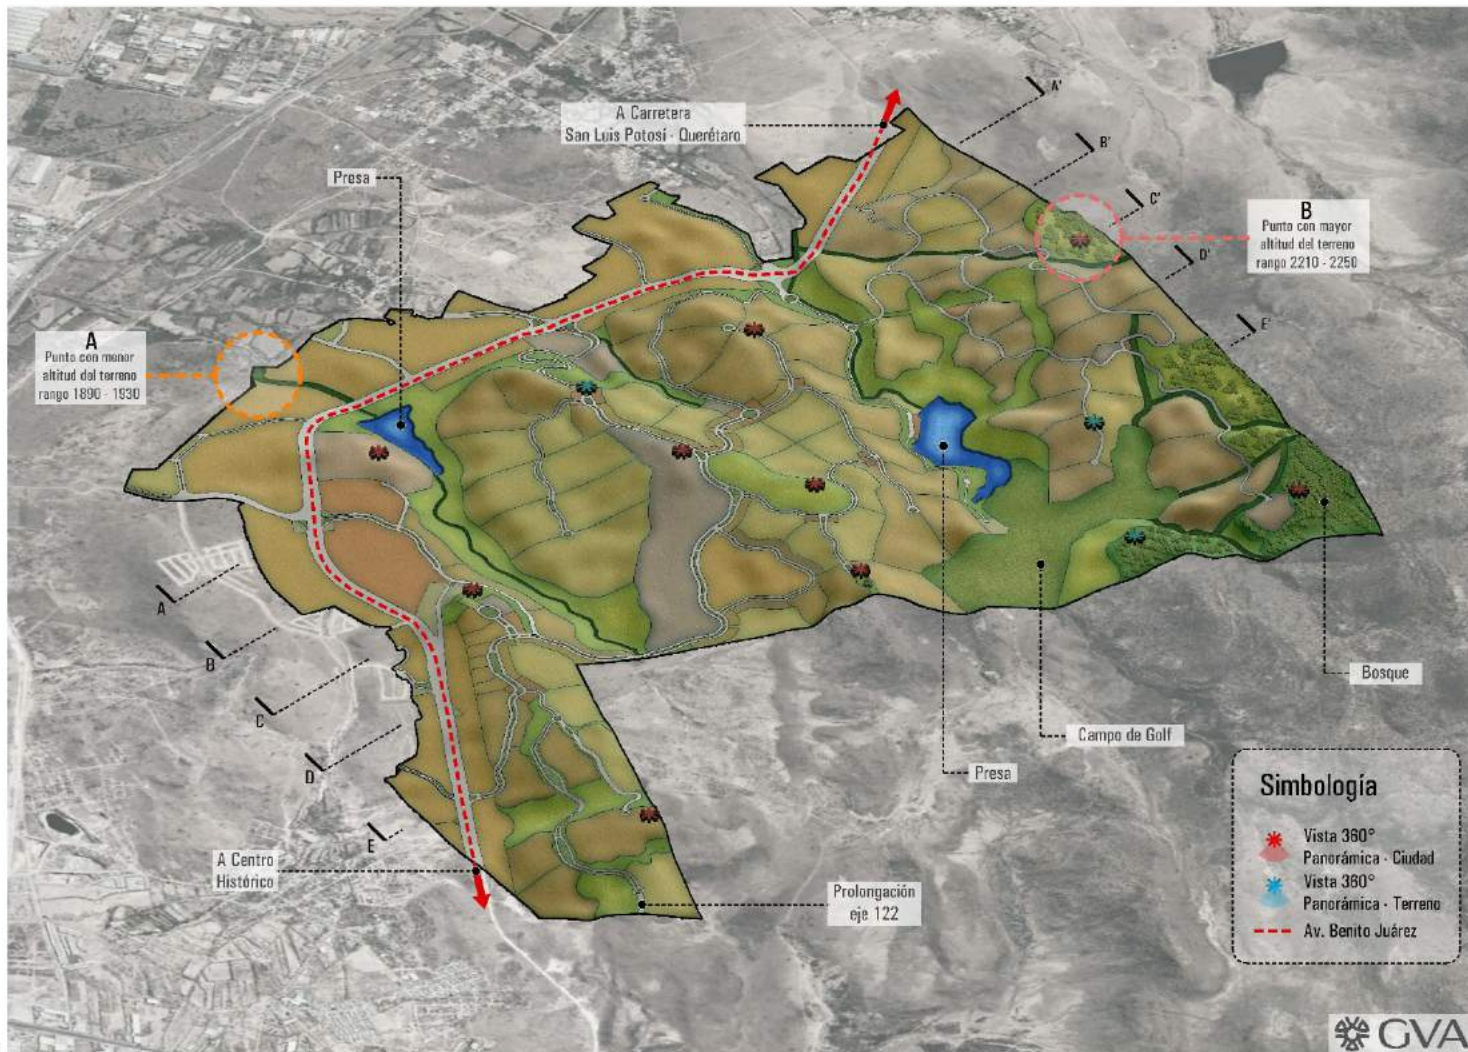 A'
A Carretera
San Luis Potosí - Querétaro
B'
Presa
C'
B
Punto con mayor
altitud del terreno
rango 2210 - 2250
D'
E'
A
Punto con menor
altitud del terreno
rango 1890 - 1930
A
B
Bosque
C
Campo de Golf
D
Presa
Simbología
Vista 360°
Panorámica - Ciudad
Vista 360°
Panorámica - Terreno
Av. Benito Juárez
E
A Centro
Histórico
Prolongación
eje 122
GVA